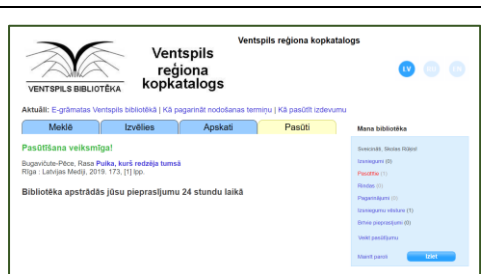 Ventspils reģiona kopkatalogs
Ventspils
reģiona
kopkatalogs
VENTSPILS BIBLIOTĒKA
LV
Aktuāli: E-grāmatas Ventspils bibliotēkā | Kā pagarināt nodošanas termiņu | Kā pasūtīt izdevumu
Meklē
Izvēlies
Apskati
Pasūti
Pasūtīšana veiksmīga!
Bugavičute-Pēce, Rasa Puika, kurš redzēja tumsā
Rīga : Latvijas Mediji, 2019. 173, [1] lpp.
Bibliotēka apstrādās jūsu pieprasījumu 24 stundu laikā
Mana bibliotēka
Sveicināti, Skolas Rūķis!
Izsniegumi (0)
Pasūtītie (1)
Rindas (0)
Pagarinājumi (0)
Izsniegumu vēsture (1)
Brīvie pieprasījumi (0)
Veikt pasūtījumu
Mainīt paroli
Iziet